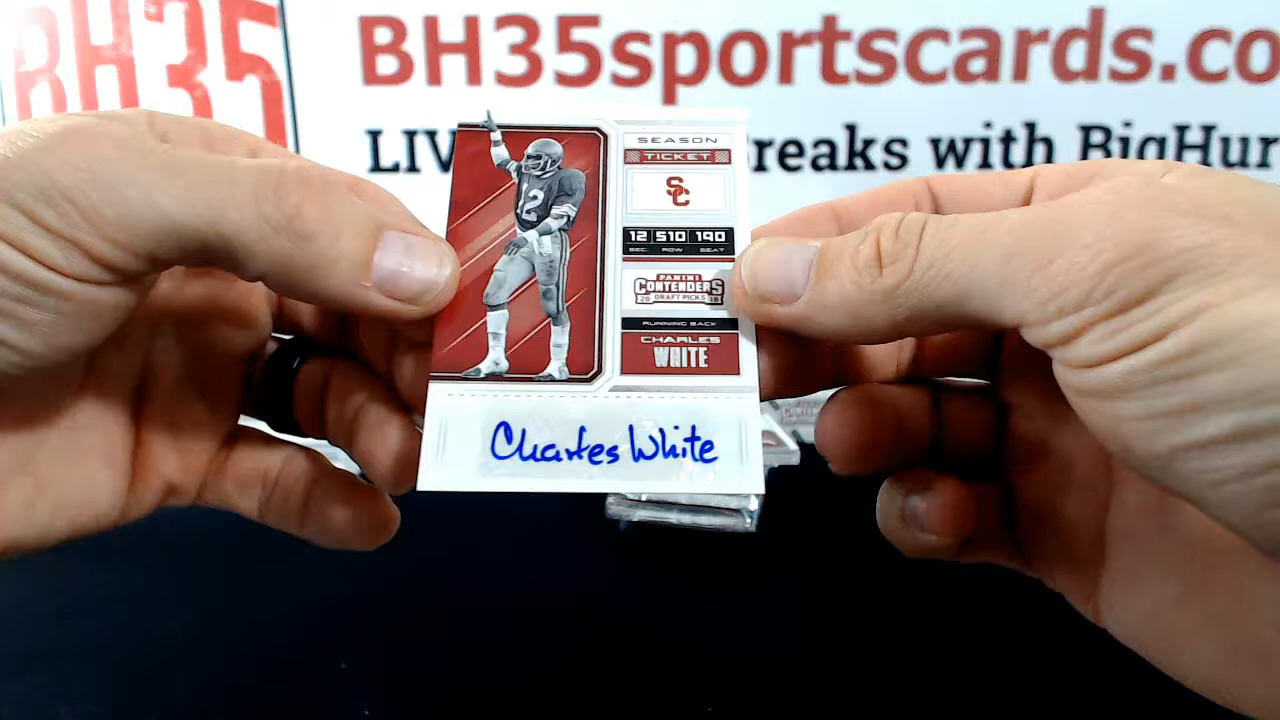 BH35
BH35sportscards.co
LIV reaks with BigHur
SEASON
TICKET
SC
12
12 510 190
SEC. ROW SEAT
PANINI
CONTENDERS
20 DRAFT PICKS 18
RUNNING BACK
CHARLES
WHITE
Charles White